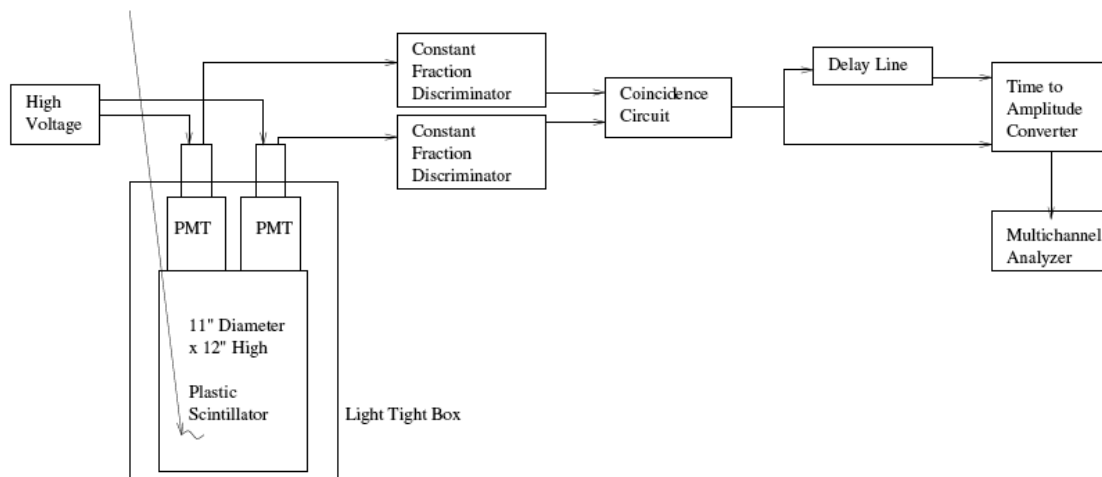 High
Voltage
Constant
Fraction
Discriminator
Constant
Fraction
Discriminator
Coincidence
Circuit
Delay Line
Time to
Amplitude
Converter
Multichannel
Analyzer
PMT
PMT
11" Diameter
x 12" High
Plastic
Scintillator
Light Tight Box